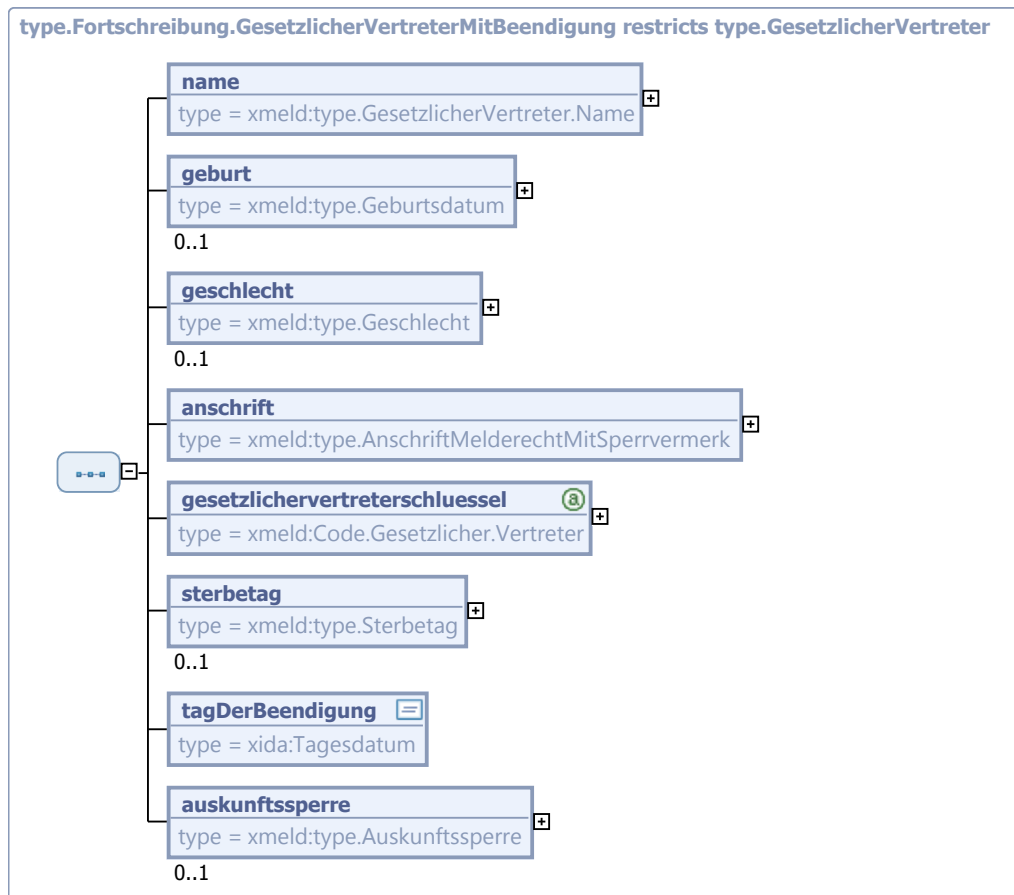 type.Fortschreibung.GesetzlicherVertreterMitBeendigung restricts type.GesetzlicherVertreter
name
type = xmeld:type.GesetzlicherVertreter.Name
geburt
type = xmeld:type.Geburtsdatum
0..1
geschlecht
type = xmeld:type.Geschlecht
0..1
anschrift
type = xmeld:type.AnschriftMelderechtMitSperrvermerk
gesetzlichervertreterschluessel a
type = xmeld:Code.Gesetzlicher.Vertreter
sterbetag
type = xmeld:type.Sterbetag
0..1
tagDerBeendigung
type = xida:Tagesdatum
auskunftssperre
type = xmeld:type.Auskunftssperre
0..1